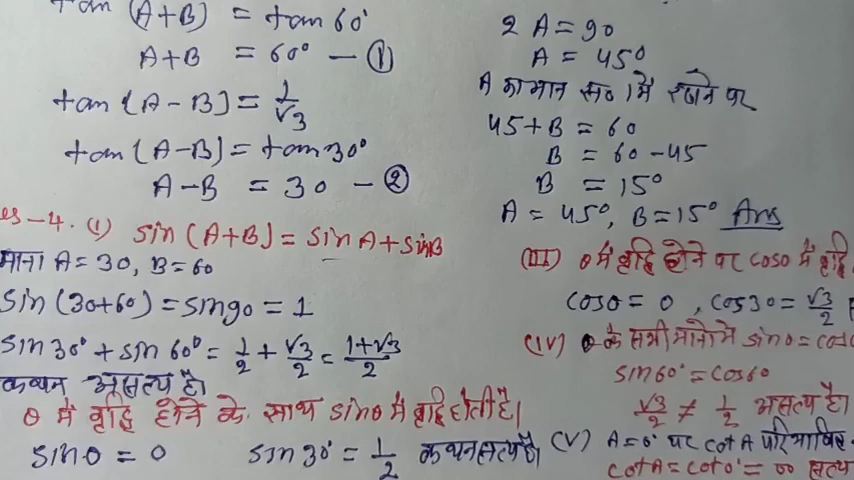 tan (A+B) = tan 60°
A+B = 60° — ①
tan (A-B) = 1/√3
tan (A-B) = tan 30°
A-B = 30 — ②
-4. (i) sin (A+B) = sin A + sin B
माना A = 30, B = 60
sin (30+60) = sin 90 = 1
sin 30° + sin 60° = 1/2 + √3/2 = 1+√3/2
कथन असत्य है।
θ में वृद्धि होने के साथ sin θ में वृद्धि होती है।
sin 0 = 0 sin 30° = 1/2 कथन सत्य है।
2 A = 90
A = 45°
A का मान स० 1 में रखने पर
45 + B = 60
B = 60 - 45
B = 15°
A = 45°, B = 15° Ans
(III) θ में वृद्धि होने पर cos θ में वृद्धि
cos 0 = 0, cos 30 = √3/2
(IV) θ के सभी मानो में sin θ = cos
sin 60° = cos 60
√3/2 ≠ 1/2 असत्य है।
(V) A = 0° पर cot A
cot A = cot 0° = ∞ सत्य